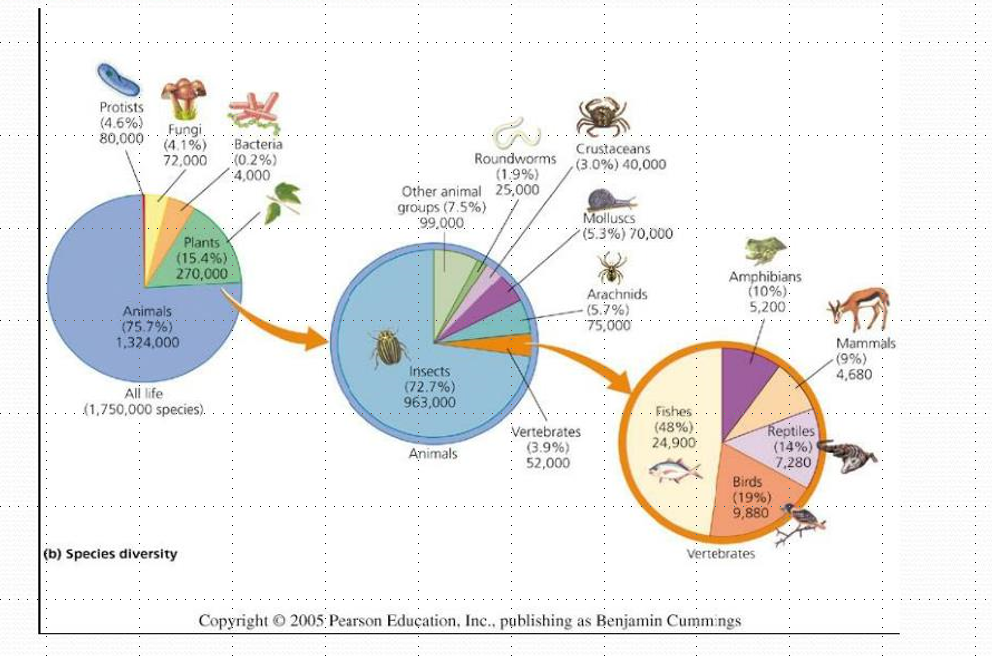 Protists
(4.6%)
80,000
Fungi
(4.1%)
72,000
Bacteria
(0.2%)
4,000
Plants
(15.4%)
270,000
Animals
(75.7%)
1,324,000
All life
(1,750,000 species)
Other animal
groups (7.5%)
99,000
Roundworms
(1.9%)
25,000
Crustaceans
(3.0%) 40,000
Molluscs
(5.3%) 70,000
Arachnids
(5.7%)
75,000
Insects
(72.7%)
963,000
Vertebrates
(3.9%)
52,000
Animals
Amphibians
(10%)
5,200
Mammals
(9%)
4,680
Fishes
(48%)
24,900
Reptiles
(14%)
7,280
Birds
(19%)
9,880
Vertebrates
(b) Species diversity
Copyright © 2005 Pearson Education, Inc., publishing as Benjamin Cummings